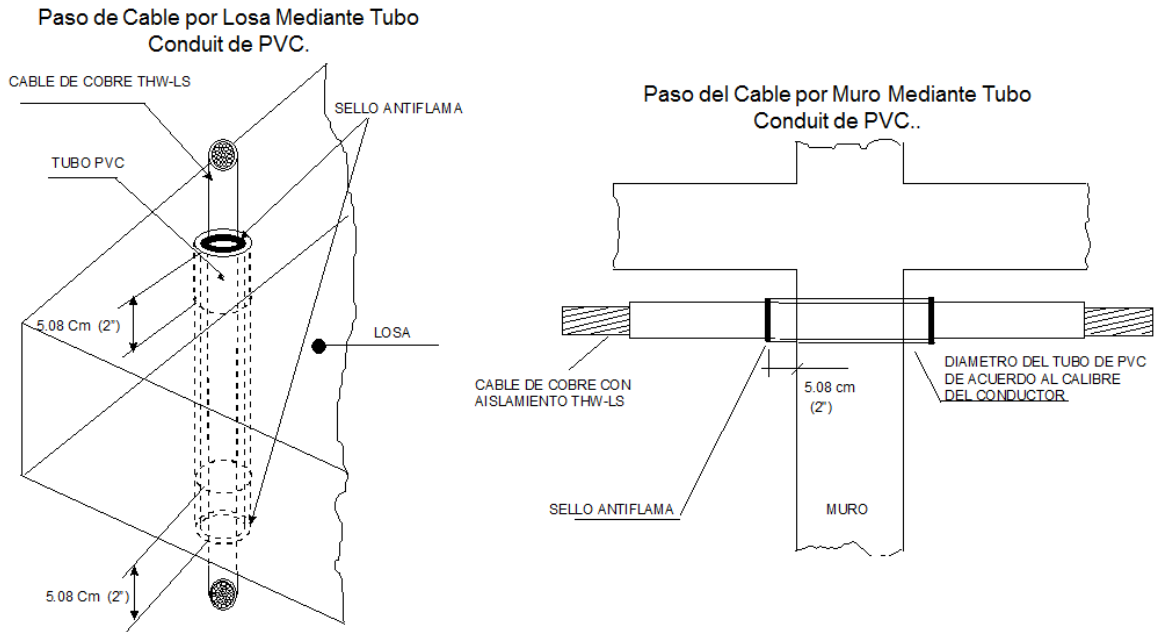 Paso de Cable por Losa Mediante Tubo
Conduit de PVC.
CABLE DE COBRE THW-LS
SELLO ANTIFLAMA
TUBO PVC
5.08 Cm (2")
LOSA
5.08 Cm (2")
Paso del Cable por Muro Mediante Tubo
Conduit de PVC..
CABLE DE COBRE CON
AISLAMIENTO THW-LS
5.08 cm
(2")
DIAMETRO DEL TUBO DE PVC
DE ACUERDO AL CALIBRE
DEL CONDUCTOR
SELLO ANTIFLAMA
MURO